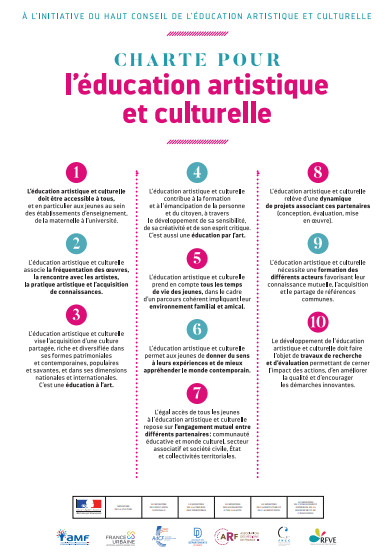 À L'INITIATIVE DU HAUT CONSEIL DE L'ÉDUCATION ARTISTIQUE ET CULTURELLE
CHARTE POUR
l'éducation artistique
et culturelle
1
L'éducation artistique et culturelle
doit être accessible à tous,
et en particulier aux jeunes au sein
des établissements d'enseignement,
de la maternelle à l'université.
2
L'éducation artistique et culturelle
associe la fréquentation des œuvres,
la rencontre avec les artistes,
la pratique artistique et l'acquisition
de connaissances.
3
L'éducation artistique et culturelle
vise l'acquisition d'une culture
partagée, riche et diversifiée dans
ses formes patrimoniales
et contemporaines, populaires
et savantes, et dans ses dimensions
nationales et internationales.
C'est une éducation à l'art.
4
L'éducation artistique et culturelle
contribue à la formation
et à l'émancipation de la personne
et du citoyen, à travers
le développement de sa sensibilité,
de sa créativité et de son esprit critique.
C'est aussi une éducation par l'art.
5
L'éducation artistique et culturelle
prend en compte tous les temps
de vie des jeunes, dans le cadre
d'un parcours cohérent impliquant leur
environnement familial et amical.
6
L'éducation artistique et culturelle
permet aux jeunes de donner du sens
à leurs expériences et de mieux
appréhender le monde contemporain.
7
L'égal accès de tous les jeunes
à l'éducation artistique et culturelle
repose sur l'engagement mutuel entre
différents partenaires : communauté
éducative et monde culturel, secteur
associatif et société civile, État
et collectivités territoriales.
8
L'éducation artistique et culturelle
relève d'une dynamique
de projets associant ces partenaires
(conception, évaluation, mise
en œuvre).
9
L'éducation artistique et culturelle
nécessite une formation des
différents acteurs favorisant leur
connaissance mutuelle, l'acquisition
et le partage de références
communes.
10
Le développement de l'éducation
artistique et culturelle doit faire
l'objet de travaux de recherche
et d'évaluation permettant de cerner
l'impact des actions, d'en améliorer
la qualité et d'encourager
les démarches innovantes.
AMF
FRANCE
URBAINE
ARF
RFVE